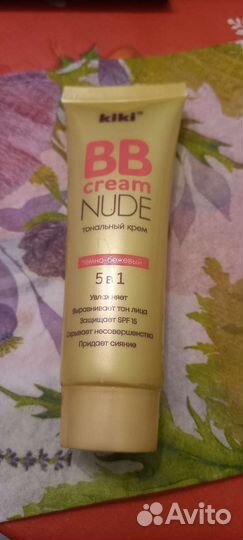 kiki™
BB
cream
NUDE
тональный крем
темно-бежевый
5 в 1
Увлажняет
Выравнивает тон лица
Защищает SPF 15
Скрывает несовершенства
Придает сияние
Avito